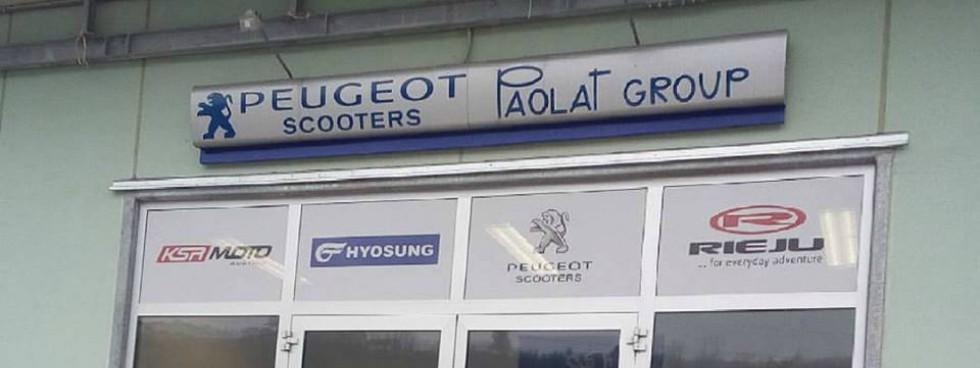 PEUGEOT
SCOOTERS
PAOLAT GROUP
KSR MOTO
HYOSUNG
PEUGEOT
SCOOTERS
R
RIEJU
... for everyday adventure